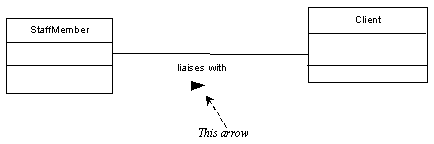 StaffMember
Client
liaises with
This arrow